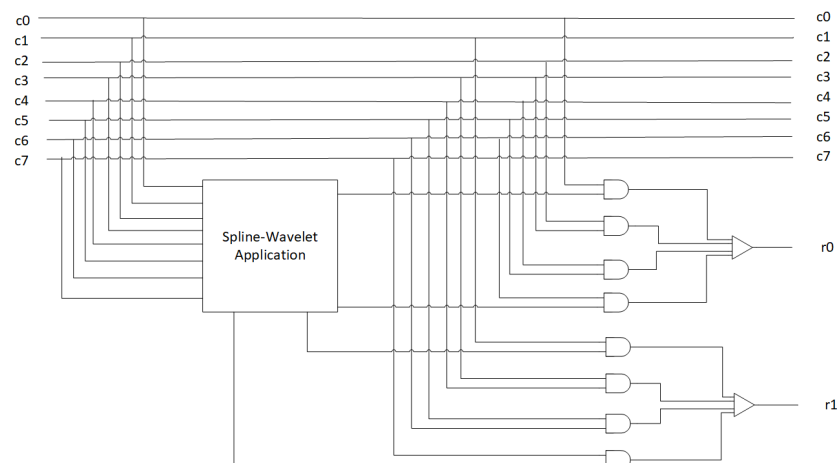 c0
c1
c2
c3
c4
c5
c6
c7
Spline-Wavelet
Application
c0
c1
c2
c3
c4
c5
c6
c7
r0
r1